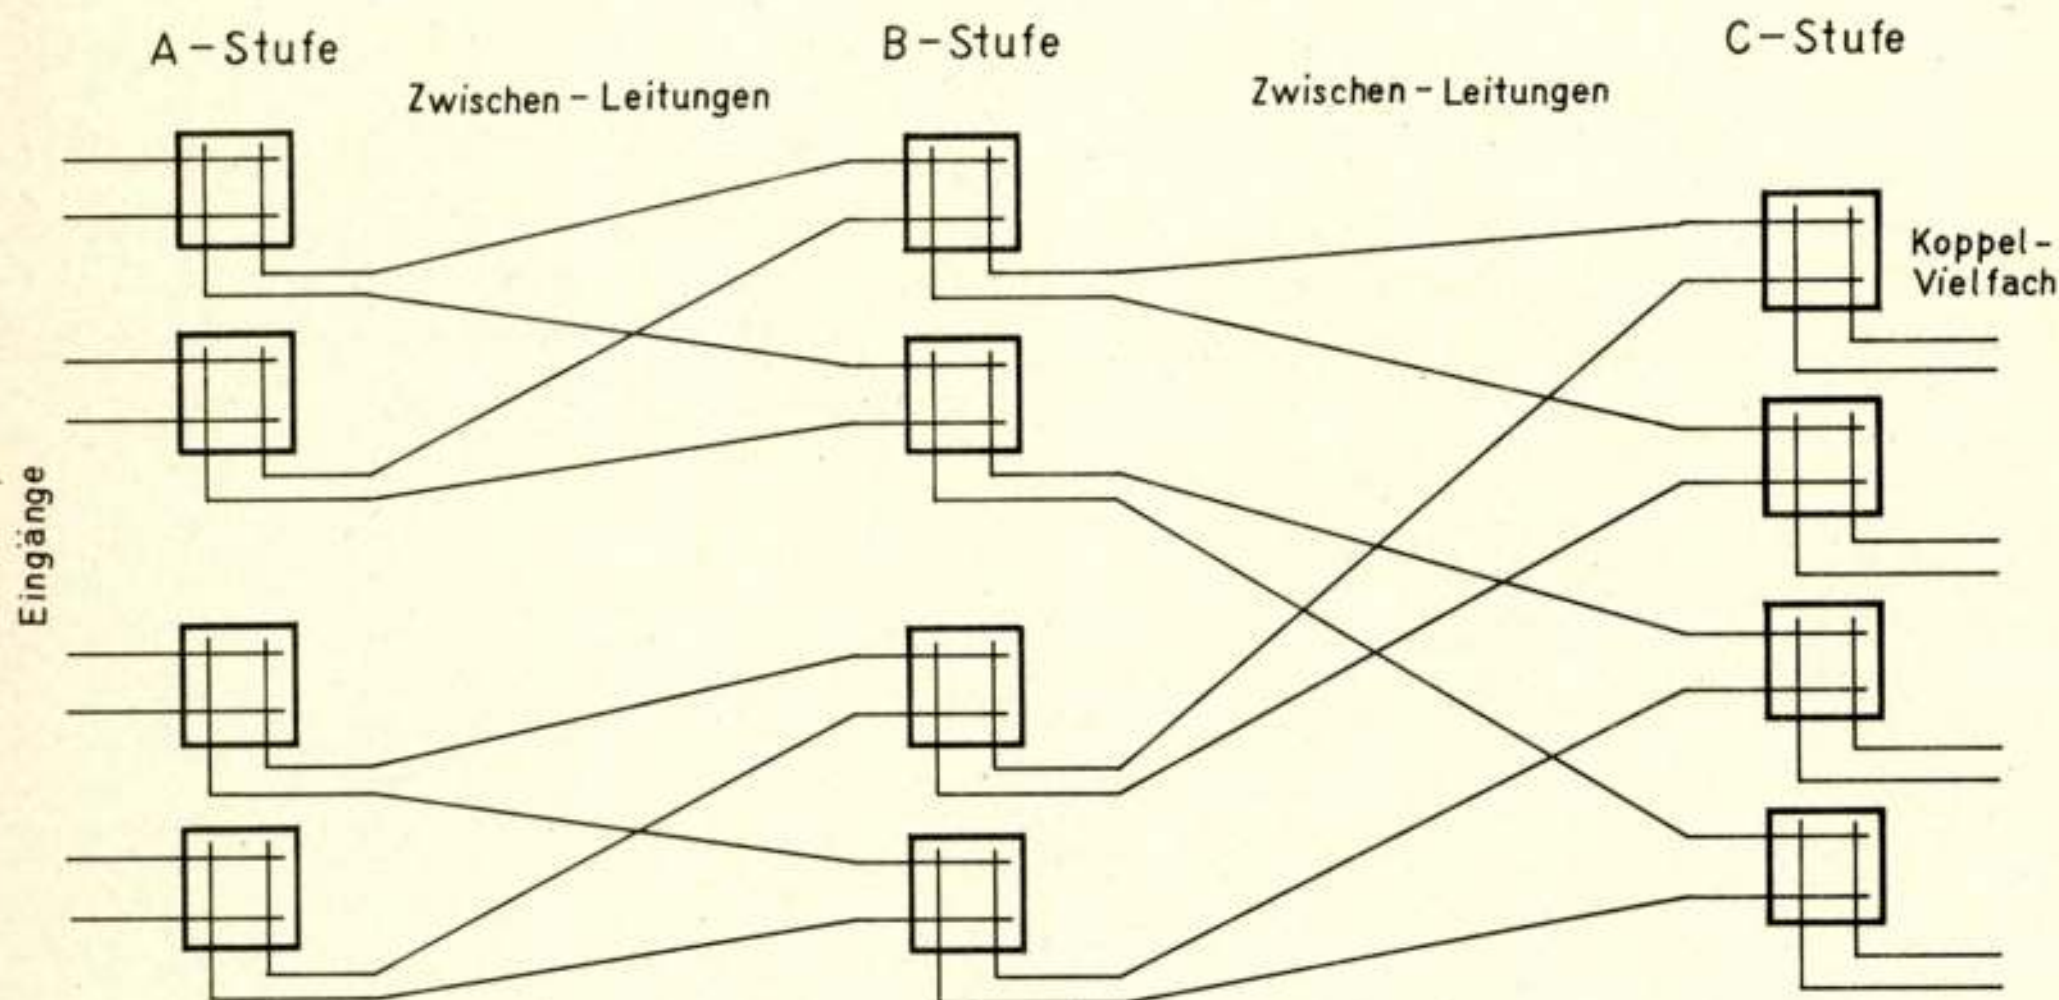 A-Stufe
B-Stufe
C-Stufe
Zwischen-Leitungen
Zwischen-Leitungen
Koppel-
Vielfach
Eingänge